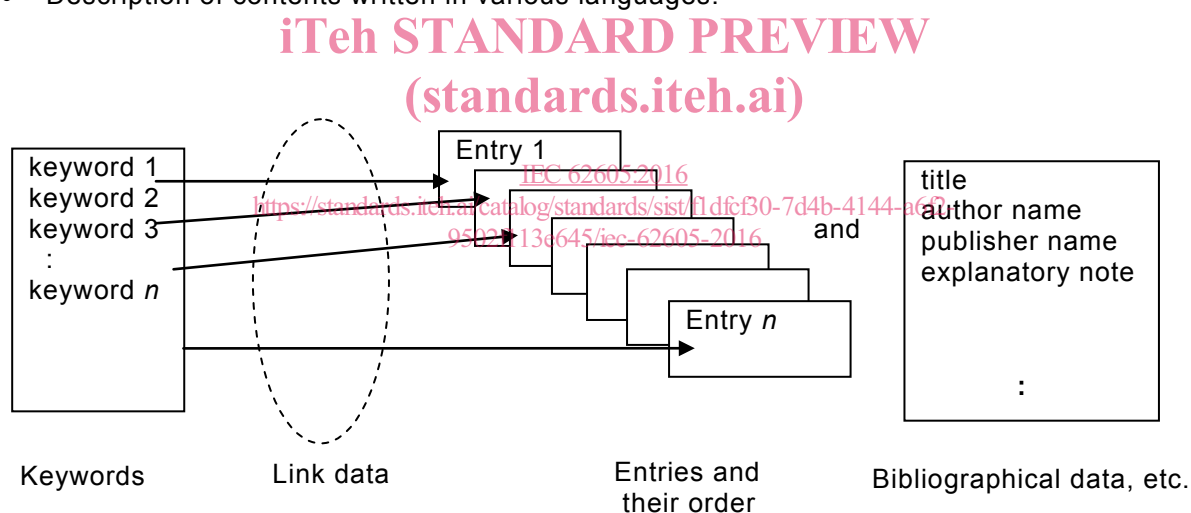 Description of contents written in various languages.
iTeh STANDARD PREVIEW
(standards.iteh.ai)
keyword 1
keyword 2
keyword 3
:
keyword n
Entry 1
IEC 62605:2016
https://standards.iteh.ai/catalog/standards/sist/f1dfcf30-7d4b-4144-a6f2-
/iec-62605-2016
Entry n
and
title
author name
publisher name
explanatory note
:
Keywords
Link data
Entries and
their order
Bibliographical data, etc.